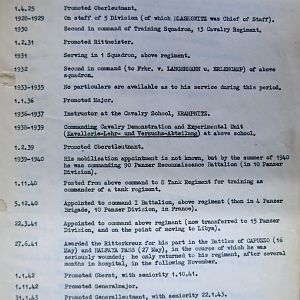 1.4.25 Promoted Oberleutnant.
1928-1929 On staff of 5 Division (of which BLASKOWITZ was Chief of Staff).
1930 Second in command of Training Squadron, 13 Cavalry Regiment.
1.2.31 Promoted Rittmeister.
1931 Serving in 1 Squadron, above regiment.
1932 Second in command (to Frhr. v. LANGERMANN u. ERLENCAMP) of above squadron.
1933-1935 No particulars are available as to his service during this period.
1.1.36 Promoted Major.
1936-1938 Instructor at the Cavalry School, KRAMPNITZ.
1938-1939 Commanding Cavalry Demonstration and Experimental Unit
(Kavallerie-Lehr- und Versuchs-Abteilung) at above school.
1.2.39 Promoted Oberstleutnant.
1939-1940 His mobilisation appointment is not known, but by the summer of 1940
he was commanding 90 Panzer Reconnaissance Battalion (in 10 Panzer
Division).
1.11.40 Posted from above command to 8 Tank Regiment for training as
commander of a tank regiment.
5.12.40 Appointed to command I Battalion, above regiment (then in 4 Panzer
Brigade, 10 Panzer Division, in France).
22.3.41 Appointed to command above regiment (now transferred to 15 Panzer
Division, and on the point of moving to Libya).
27.6.41 Awarded the Ritterkreuz for his part in the Battles of CAPUZZO (16
May) and HALFAYA PASS (27 May), in the course of which he was
seriously wounded; he only returned to his regiment, after several
months in hospital, in the following November.
1.1.42 Promoted Oberst, with seniority 1.10.41.
1.11.42 Promoted Generalmajor.
Promoted Generalleutnant, with seniority 21.1.43.